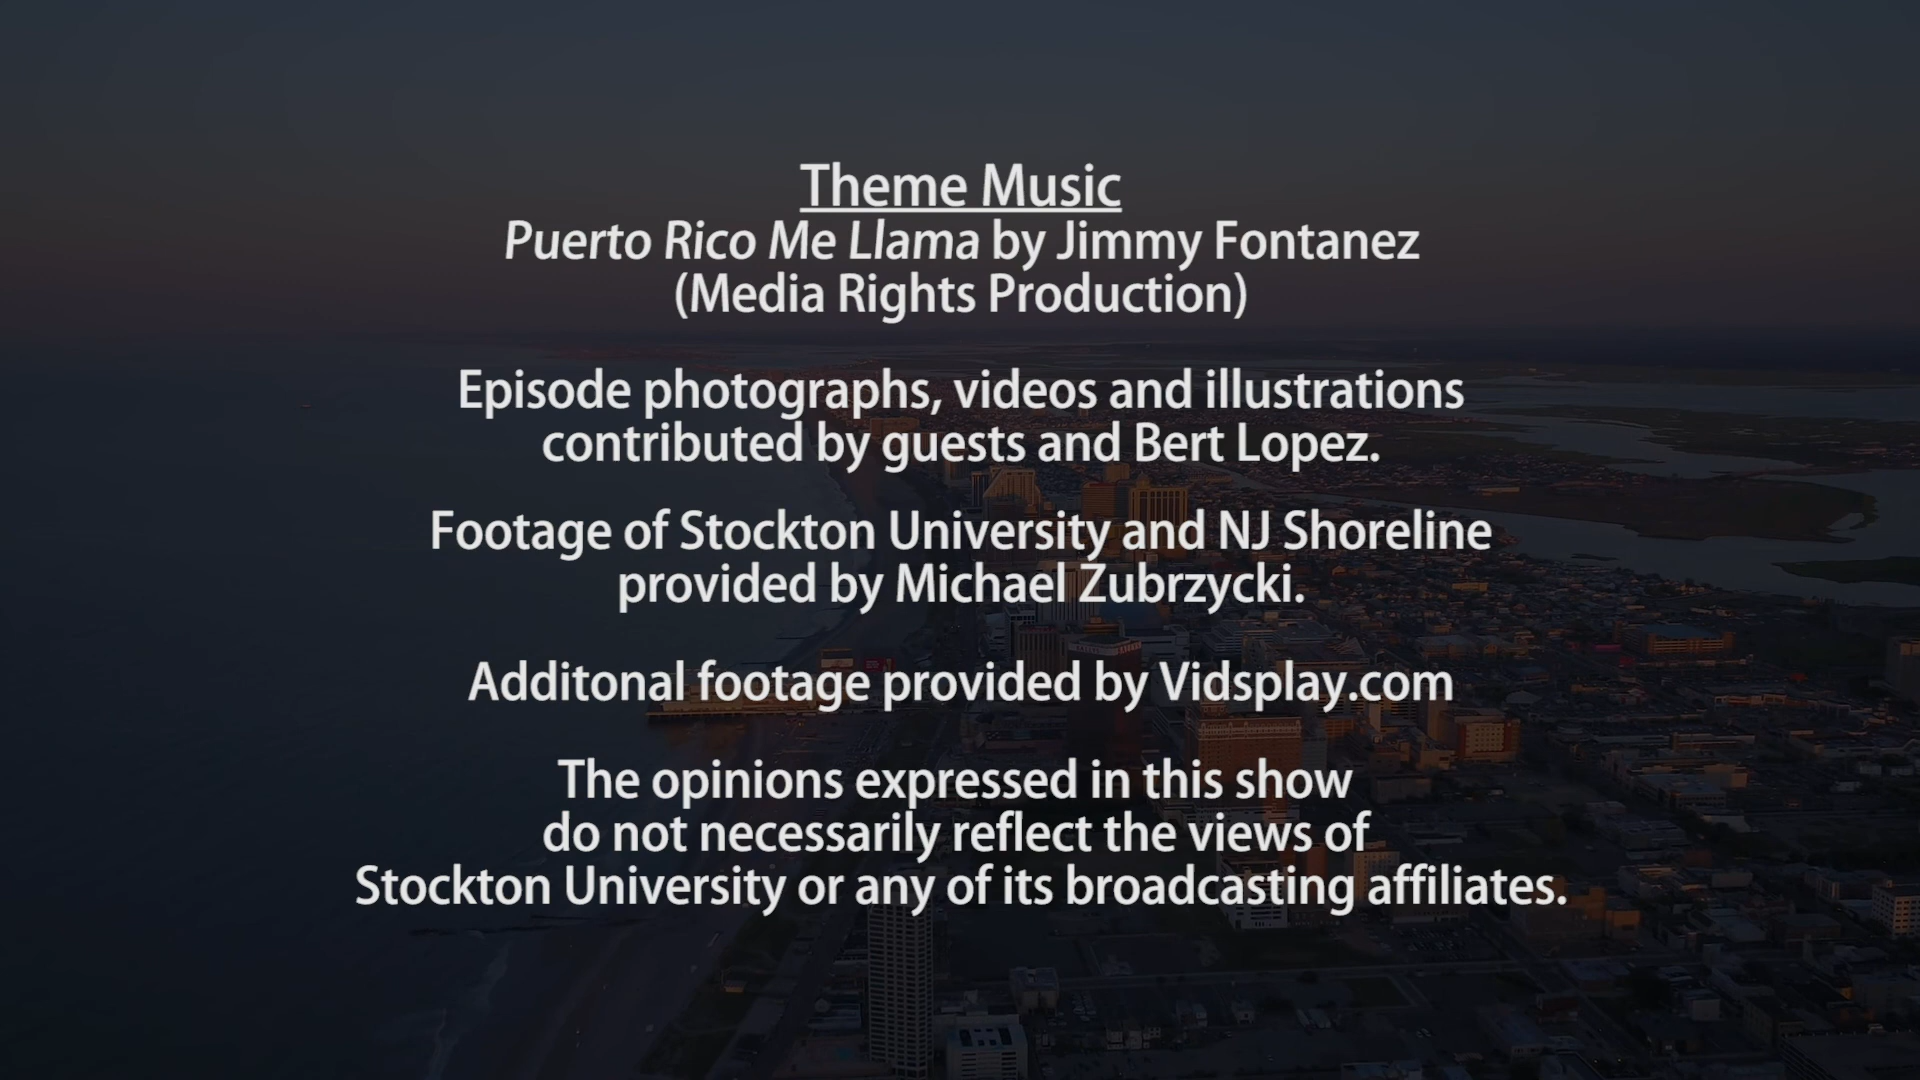 Theme Music
Puerto Rico Me Llama by Jimmy Fontanez
(Media Rights Production)
Episode photographs, videos and illustrations
contributed by guests and Bert Lopez.
Footage of Stockton University and NJ Shoreline
provided by Michael Zubrzycki.
Additonal footage provided by Vidsplay.com
The opinions expressed in this show
do not necessarily reflect the views of
Stockton University or any of its broadcasting affiliates.